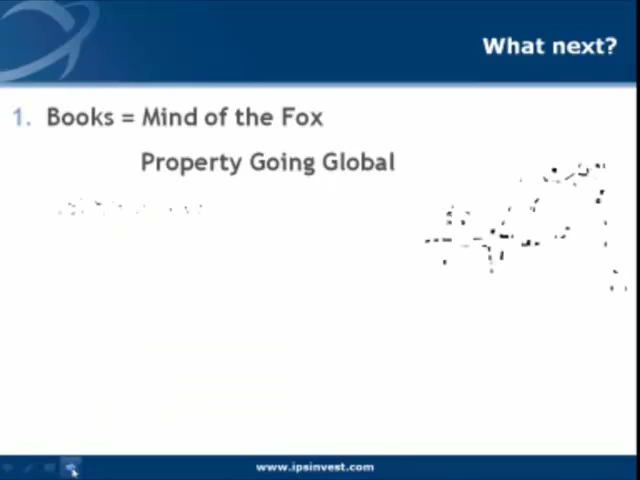 What next?
1. Books = Mind of the Fox
Property Going Global
www.ipsinvest.com